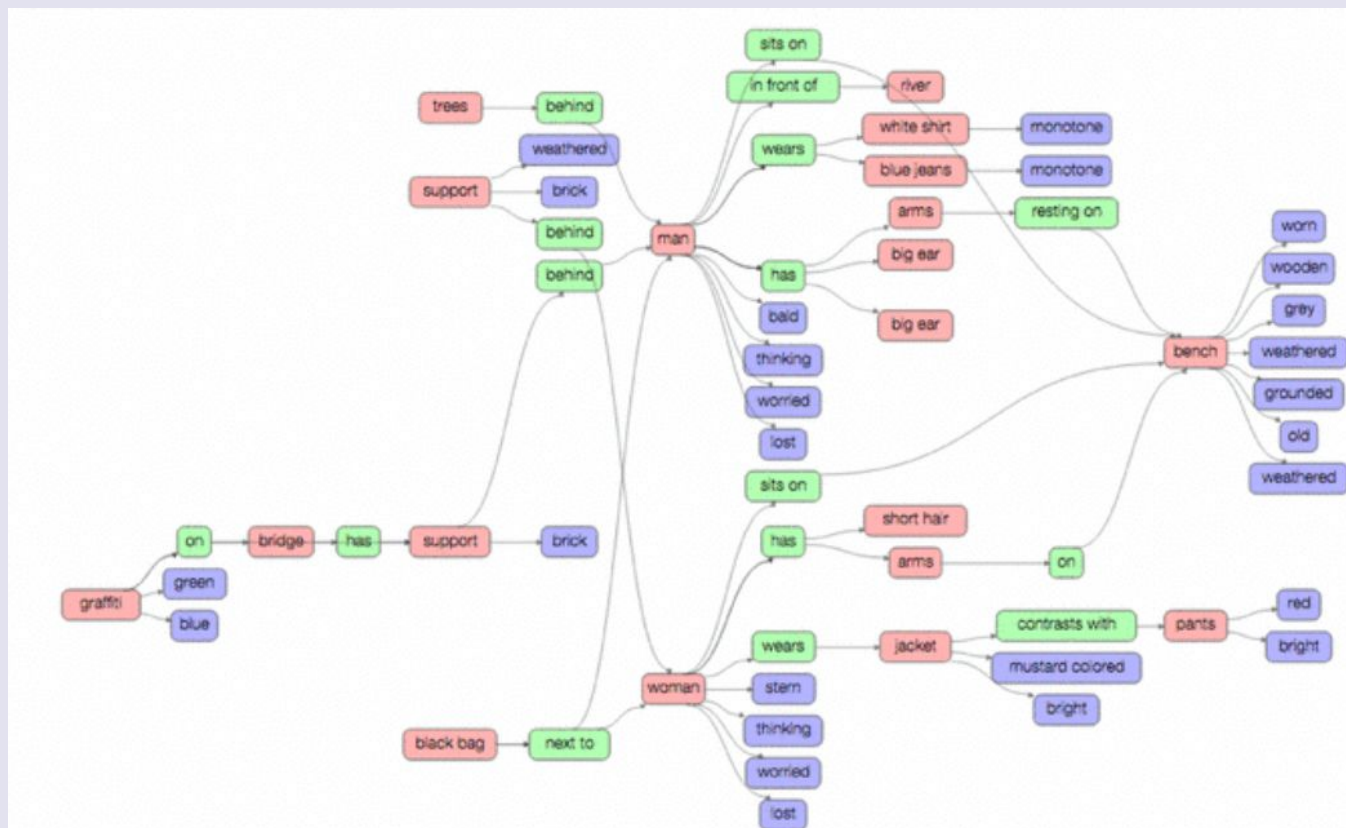 sits on
in front of
river
trees
behind
white shirt
monotone
weathered
wears
support
brick
blue jeans
monotone
arms
resting on
behind
man
worn
big ear
behind
has
wooden
bald
grey
big ear
thinking
bench
weathered
worried
grounded
lost
old
sits on
weathered
short hair
on
bridge
has
support
brick
has
arms
on
green
graffiti
blue
red
contrasts with
pants
wears
jacket
bright
mustard colored
woman
stern
bright
thinking
black bag
next to
worried
lost